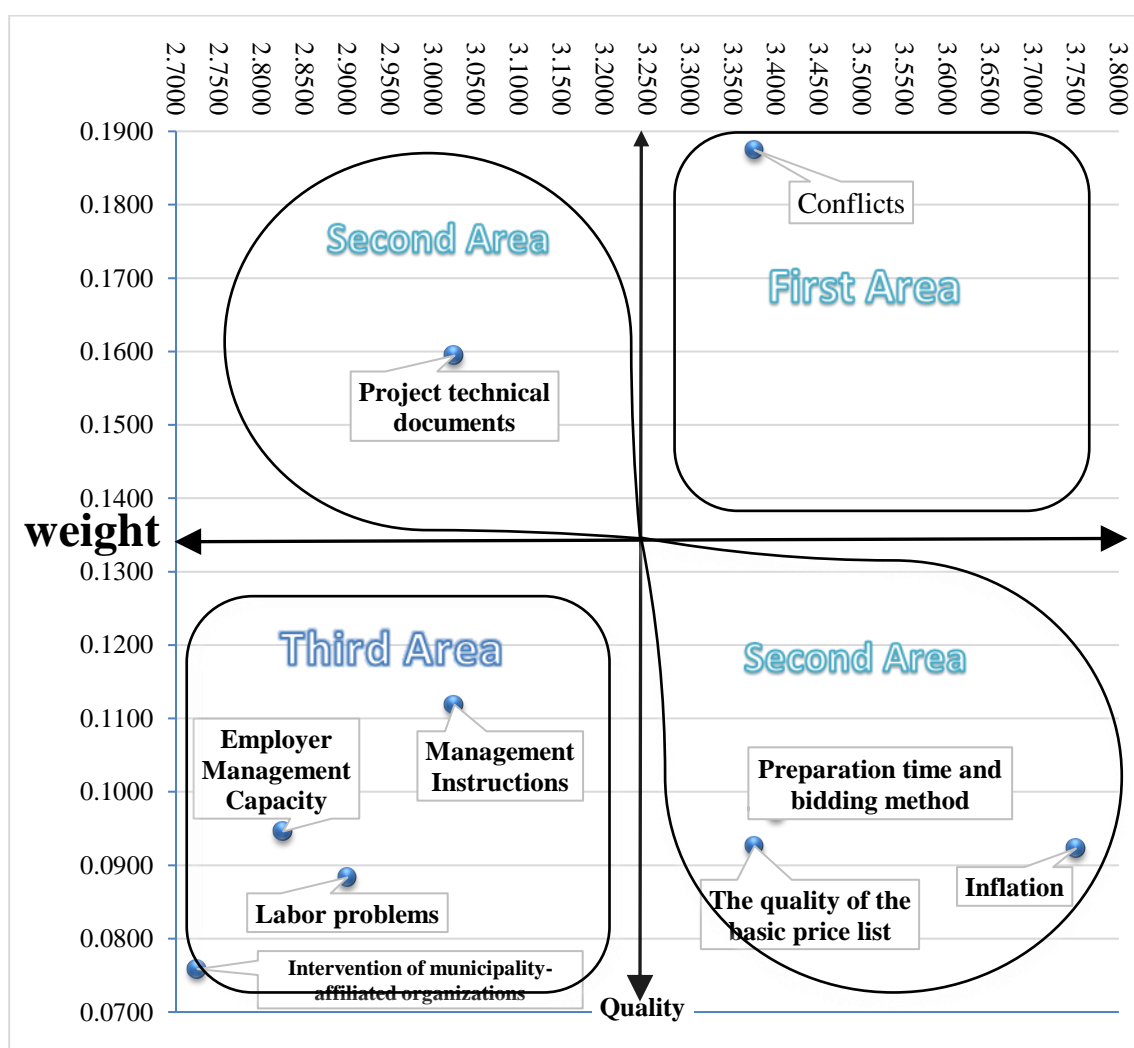 2.7000
2.7500
2.8000
2.8500
2.9000
2.9500
3.0000
3.0500
3.1000
3.1500
3.2000
3.2500
3.3000
3.3500
3.4000
3.4500
3.5000
3.5500
3.6000
3.6500
3.7000
3.7500
3.8000
0.1900
0.1800
0.1700
0.1600
0.1500
0.1400
0.1300
0.1200
0.1100
0.1000
0.0900
0.0800
0.0700
weight
Quality
Second Area
First Area
Conflicts
Project technical
documents
Third Area
Second Area
Employer
Management
Capacity
Management
Instructions
Preparation time and
bidding method
Labor problems
The quality of the
basic price list
Inflation
Intervention of municipality-
affiliated organizations